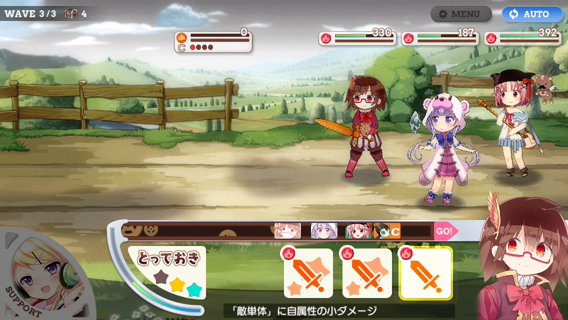 WAVE 3/3 4
MENU
AUTO
0
C
330
187
392
C
GO!
とっておき
SUPPORT
「敵単体」に自属性の小ダメージ